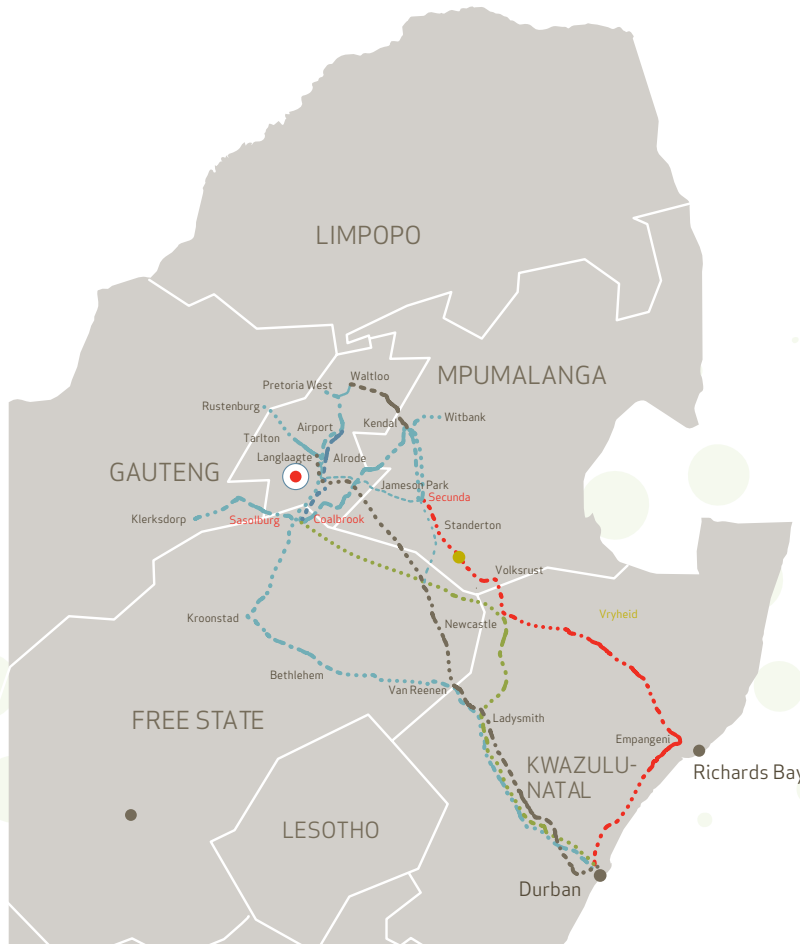 LIMPOPO
Waltloo
MPUMALANGA
Pretoria West
Rustenburg
Witbank
Kendal
Airport
Tarlton
Langlaagte
Alrode
GAUTENG
Jameson Park
Secunda
Klerksdorp
Sasolburg
Coalbrook
Standerton
Volksrust
Vryheid
Kroonstad
Newcastle
Bethlehem
Van Reenen
FREE STATE
Ladysmith
Empangeni
KWAZULU-
NATAL
Richards Bay
LESOTHO
Durban